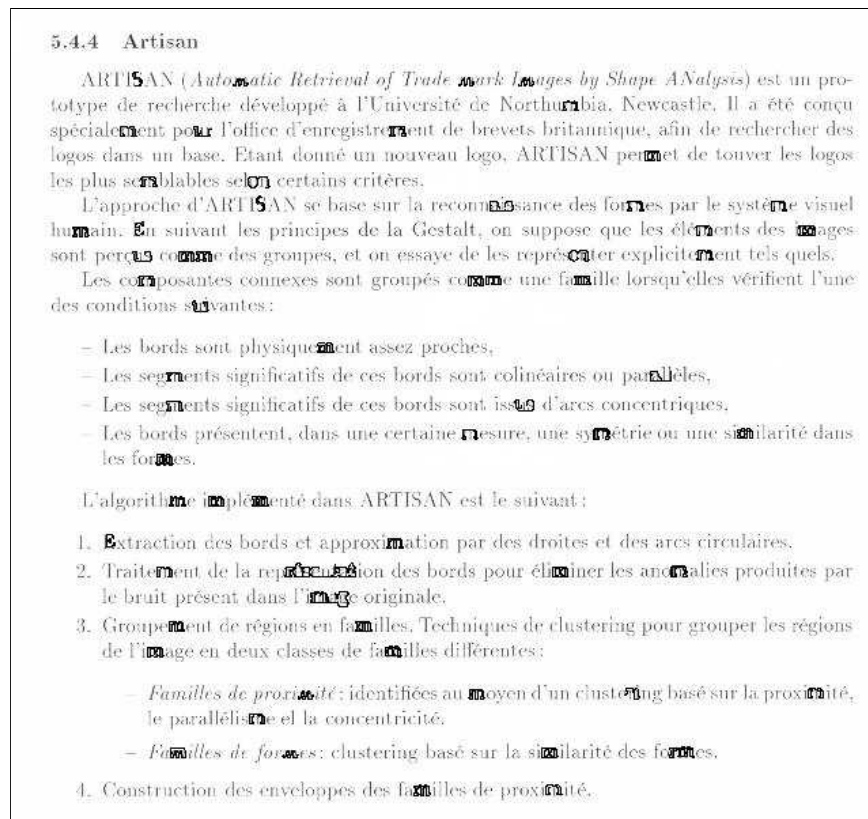 5.4.4 Artisan
ARTISAN (Automatic Retrieval of Trade mark Images by Shape ANalysis) est un pro-
totype de recherche développé à l'Université de Northumbia, Newcastle. Il a été conçu
spécialement pour l'office d'enregistrement de brevets britannique, afin de rechercher des
logos dans un base. Etant donné un nouveau logo, ARTISAN permet de touver les logos
les plus semblables selon certains critères.
L'approche d'ARTISAN se base sur la reconnaissance des formes par le système visuel
humain. En suivant les principes de la Gestalt, on suppose que les éléments des images
sont perçus comme des groupes, et on essaye de les représenter explicitement tels quels.
Les composantes connexes sont groupés comme une famille lorsqu'elles vérifient l'une
des conditions suivantes :
– Les bords sont physiquement assez proches,
– Les segments significatifs de ces bords sont colinéaires ou parallèles,
– Les segments significatifs de ces bords sont issus d'arcs concentriques,
– Les bords présentent, dans une certaine mesure, une symétrie ou une similarité dans
les formes.
L'algorithme implémenté dans ARTISAN est le suivant :
1. Extraction des bords et approximation par des droites et des arcs circulaires.
2. Traitement de la représentation des bords pour éliminer les anomalies produites par
le bruit présent dans l'image originale.
3. Groupement de régions en familles. Techniques de clustering pour grouper les régions
de l'image en deux classes de familles différentes :
– Familles de proximité : identifiées au moyen d'un clustering basé sur la proximité,
le parallélisme el la concentricité.
– Familles de formes : clustering basé sur la similarité des formes.
4. Construction des enveloppes des familles de proximité.